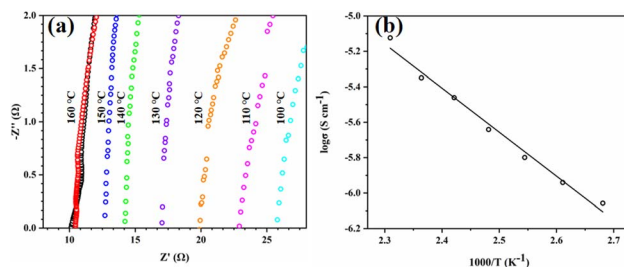 (a)
2.0
1.5
1.0
0.5
0.0
-Z'' (Ω)
160 °C
150 °C
140 °C
130 °C
120 °C
110 °C
100 °C
10 15 20 25
Z' (Ω)
(b)
-5.0
-5.2
-5.4
-5.6
-5.8
-6.0
-6.2
logσ (S cm⁻¹)
2.3 2.4 2.5 2.6 2.7
1000/T (K⁻¹)